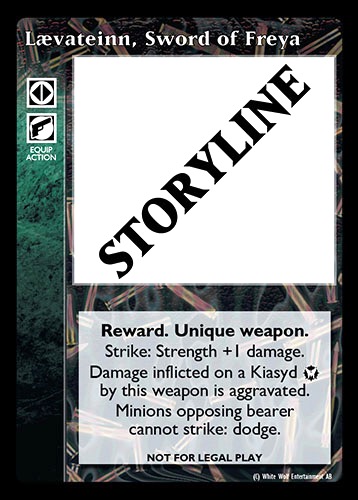 Lævateinn, Sword of Freya
EQUIP
ACTION
STORYLINE
Reward. Unique weapon.
Strike: Strength +1 damage.
Damage inflicted on a Kiasyd
by this weapon is aggravated.
Minions opposing bearer
cannot strike: dodge.
NOT FOR LEGAL PLAY
(C) White Wolf Entertainment AB